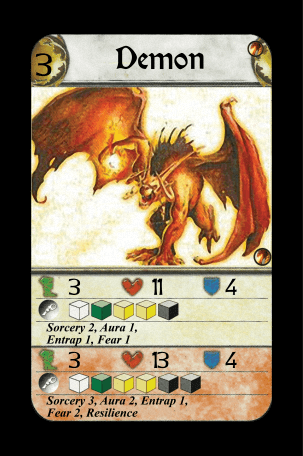 3
Demon
3 11 4
Sorcery 2, Aura 1,
Entrap 1, Fear 1
3 13 4
Sorcery 3, Aura 2, Entrap 1,
Fear 2, Resilience